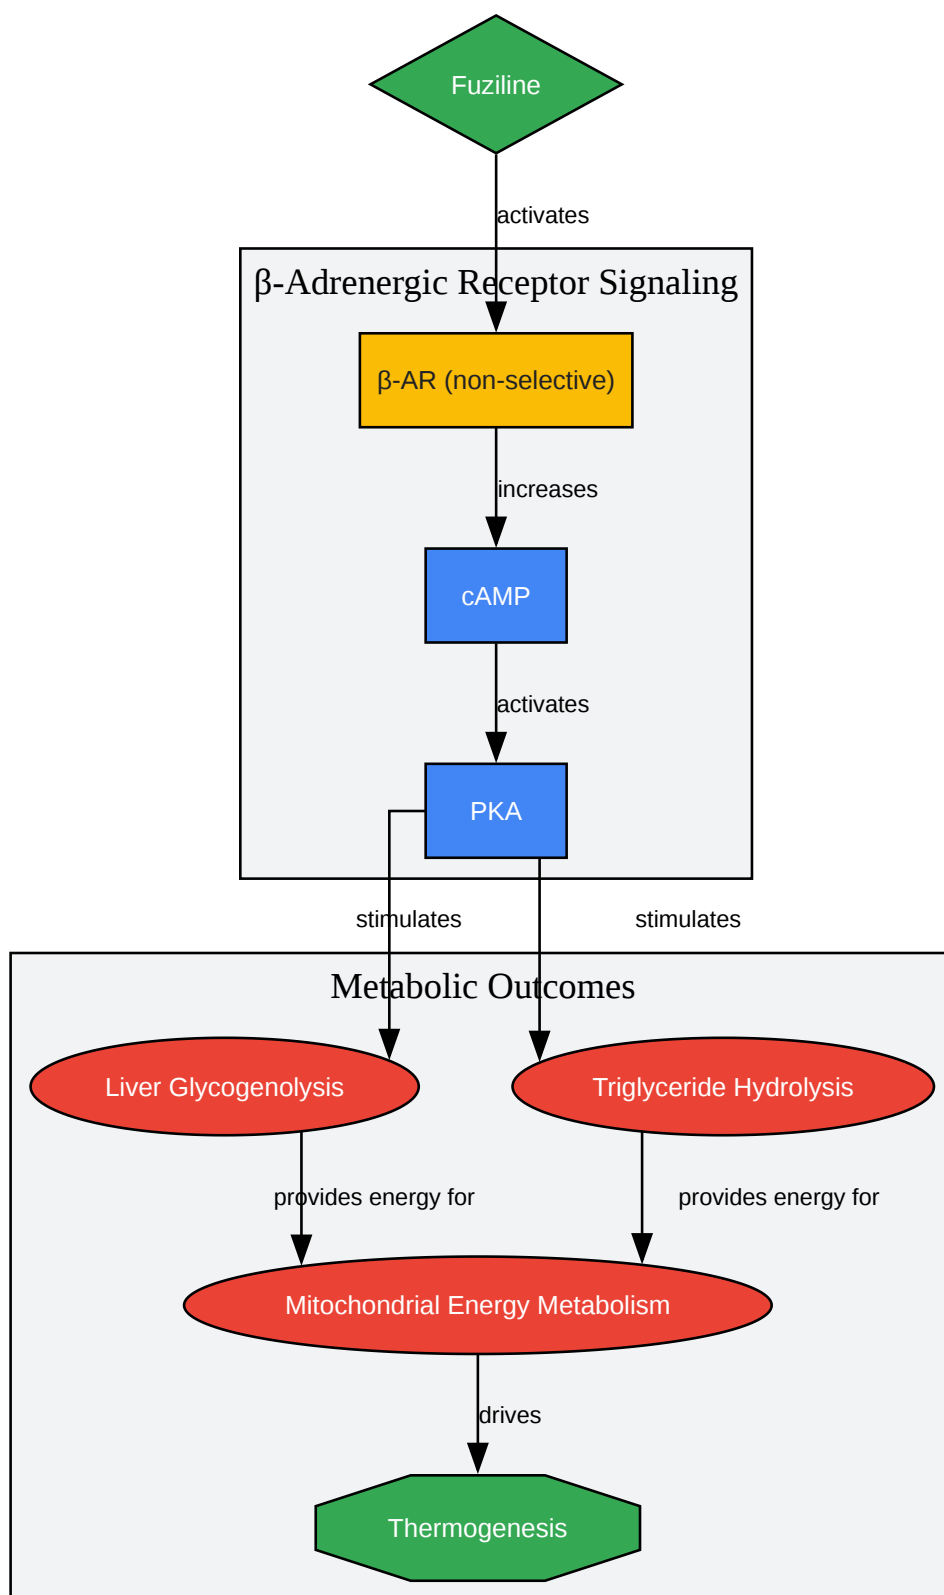 Fuziline
activates
β-Adrenergic Receptor Signaling
β-AR (non-selective)
increases
cAMP
activates
PKA
stimulates
stimulates
Metabolic Outcomes
Liver Glycogenolysis
Triglyceride Hydrolysis
provides energy for
provides energy for
Mitochondrial Energy Metabolism
drives
Thermogenesis